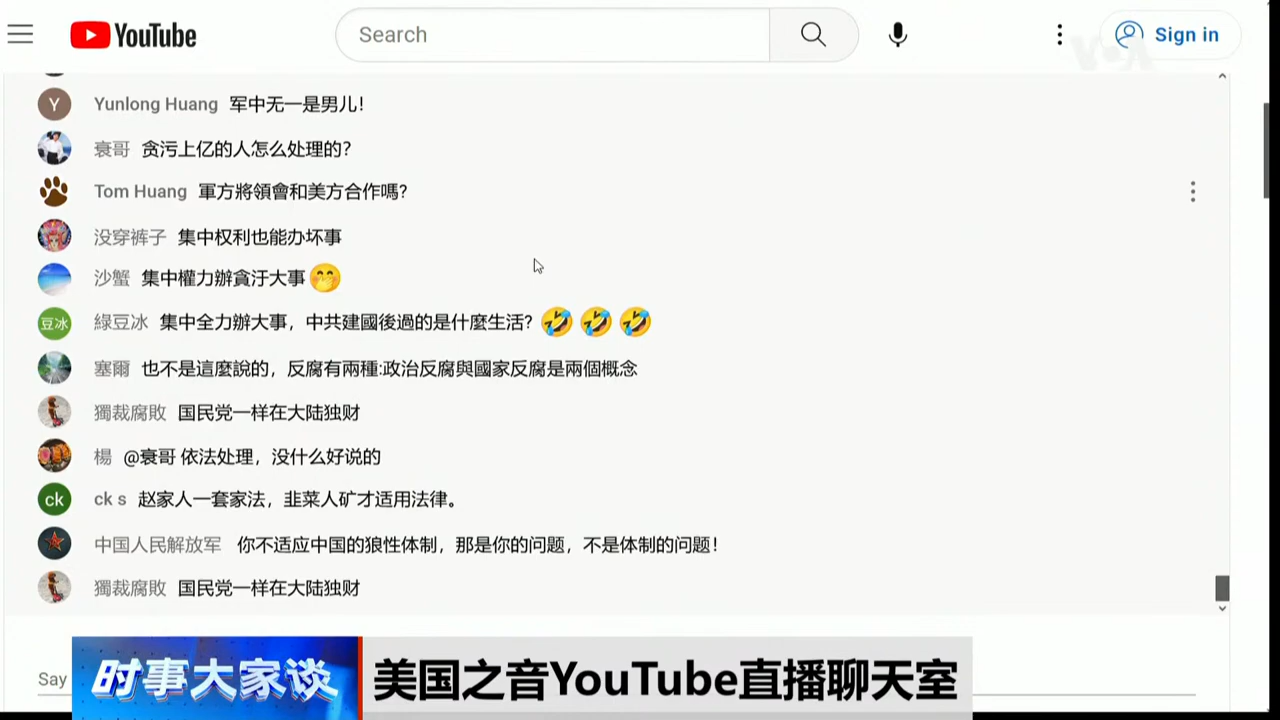 YouTube
Search
Sign in
VOA
Y Yunlong Huang 军中无一是男儿！
衰哥 贪污上亿的人怎么处理的？
Tom Huang 軍方將領會和美方合作嗎？
没穿裤子 集中权利也能办坏事
沙蟹 集中權力辦貪汙大事🤭
豆冰 綠豆冰 集中全力辦大事，中共建國後過的是什麼生活？🤣🤣🤣
塞爾 也不是這麼說的，反腐有兩種:政治反腐與國家反腐是兩個概念
獨裁腐敗 国民党一样在大陆独财
楊 @衰哥 依法处理，没什么好说的
ck ck s 赵家人一套家法，韭菜人矿才适用法律。
中国人民解放军 你不适应中国的狼性体制，那是你的问题，不是体制的问题！
獨裁腐敗 国民党一样在大陆独财
Say
时事大家谈
美国之音YouTube直播聊天室